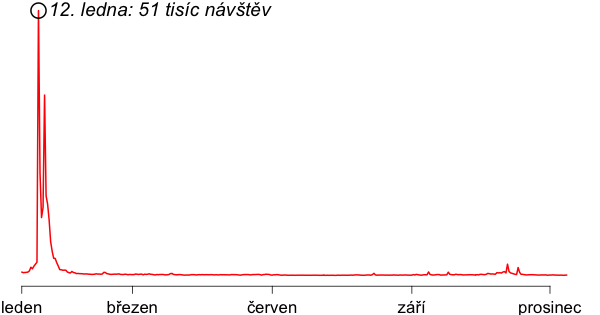 12. ledna: 51 tisíc návštěv
leden březen červen září prosinec